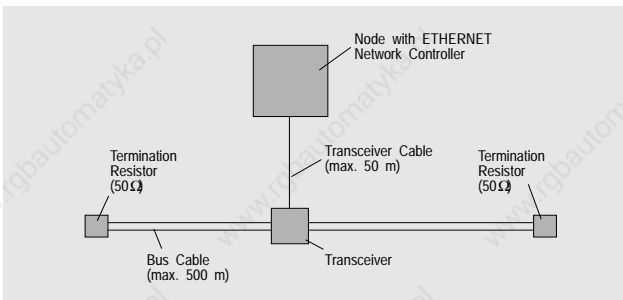 Node with ETHERNET
Network Controller
Transceiver Cable
(max. 50 m)
Termination
Resistor
(50Ω)
Termination
Resistor
(50Ω)
Bus Cable
(max. 500 m)
Transceiver
www.rgbautomatyka.pl